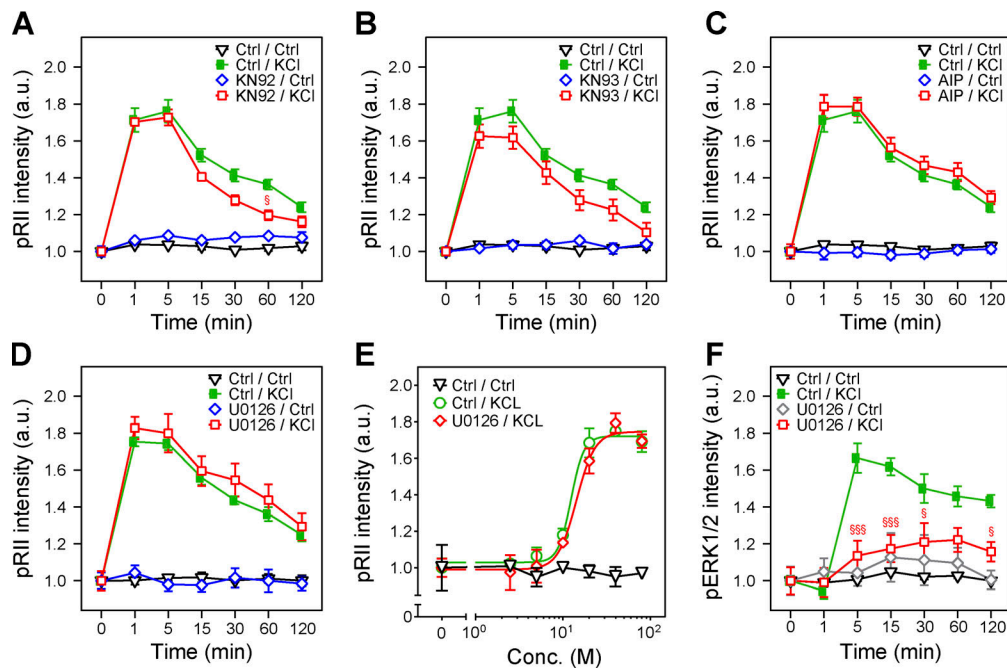 A
pRII intensity (a.u.)
2.0
1.8
1.6
1.4
1.2
1.0
Ctrl / Ctrl
Ctrl / KCl
KN92 / Ctrl
KN92 / KCl
§
0 1 5 15 30 60 120
Time (min)
B
pRII intensity (a.u.)
2.0
1.8
1.6
1.4
1.2
1.0
Ctrl / Ctrl
Ctrl / KCl
KN93 / Ctrl
KN93 / KCl
0 1 5 15 30 60 120
Time (min)
C
pRII intensity (a.u.)
2.0
1.8
1.6
1.4
1.2
1.0
Ctrl / Ctrl
Ctrl / KCl
AIP / Ctrl
AIP / KCl
0 1 5 15 30 60 120
Time (min)
D
pRII intensity (a.u.)
2.0
1.8
1.6
1.4
1.2
1.0
Ctrl / Ctrl
Ctrl / KCl
U0126 / Ctrl
U0126 / KCl
0 1 5 15 30 60 120
Time (min)
E
pRII intensity (a.u.)
2.0
1.8
1.6
1.4
1.2
1.0
0
Ctrl / Ctrl
Ctrl / KCL
U0126 / KCL
0 10⁰ 10¹ 10²
Conc. (M)
F
pERK1/2 intensity (a.u.)
2.0
1.8
1.6
1.4
1.2
1.0
Ctrl / Ctrl
Ctrl / KCl
U0126 / Ctrl
U0126 / KCl
§§§ §§§ § §
0 1 5 15 30 60 120
Time (min)